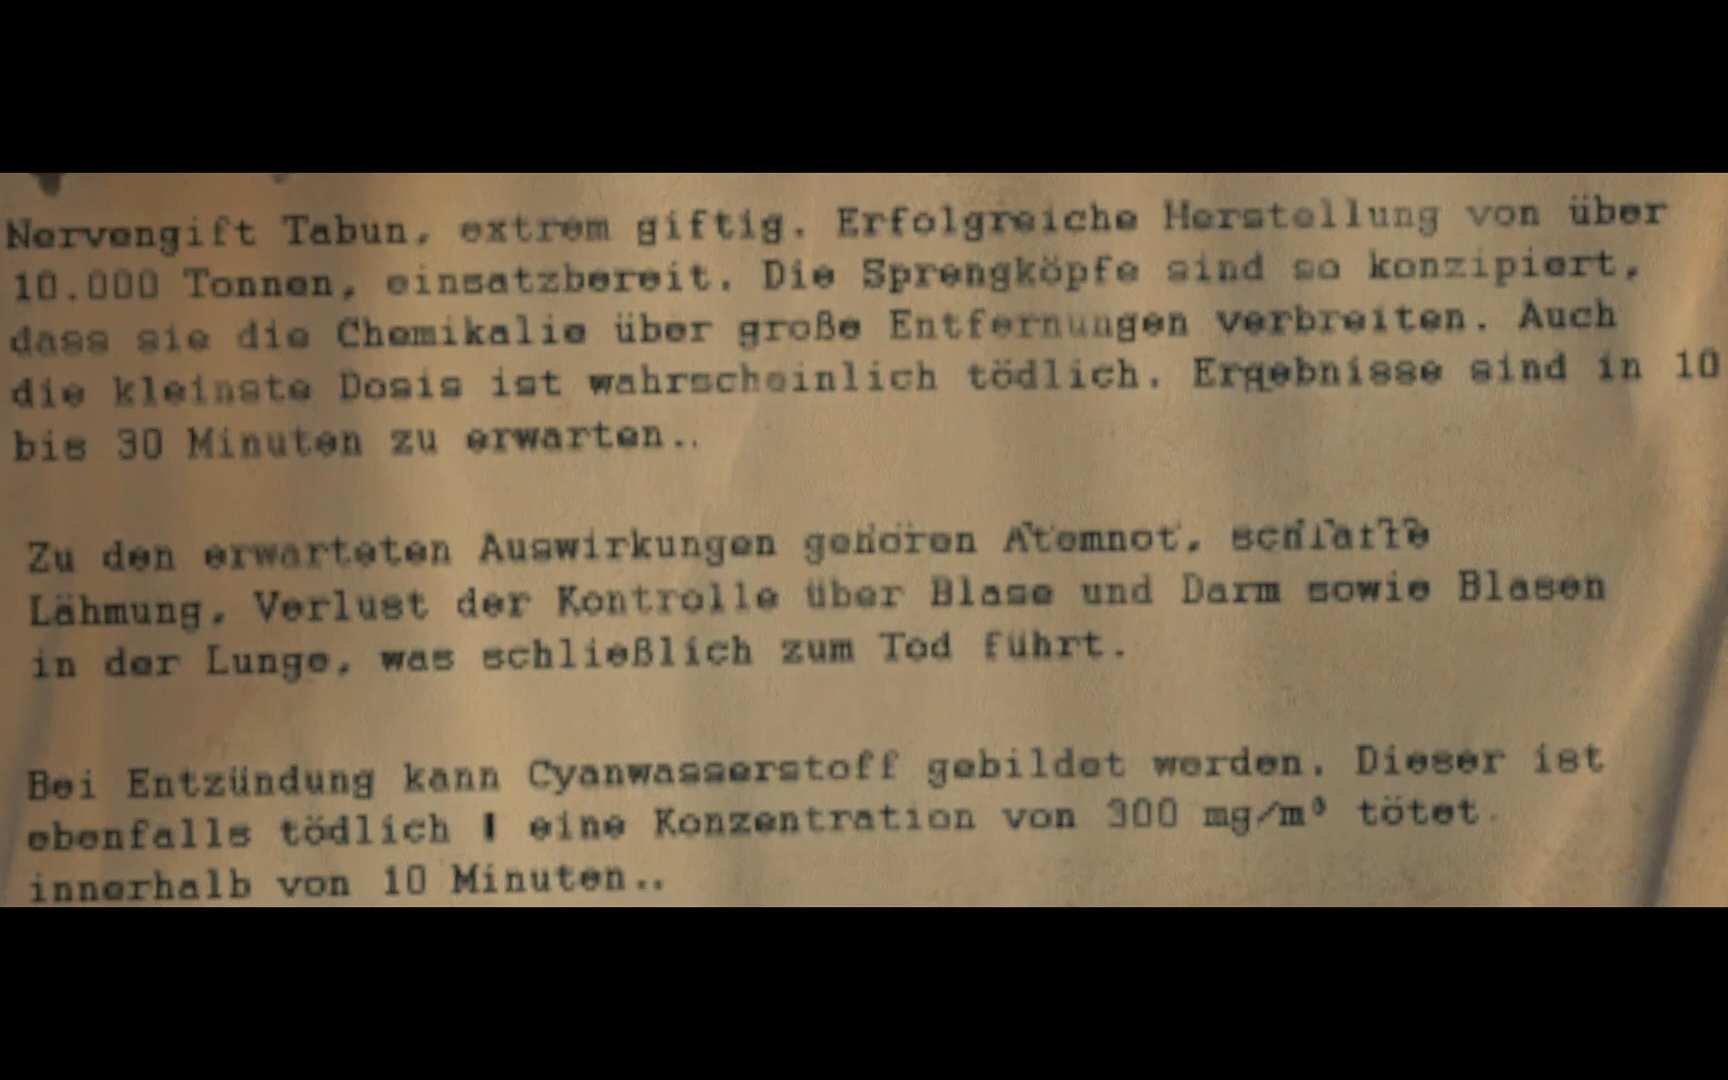 Nervengift Tabun, extrem giftig. Erfolgreiche Herstellung von über
10.000 Tonnen, einsatzbereit. Die Sprengköpfe sind so konzipiert,
dass sie die Chemikalie über große Entfernungen verbreiten. Auch
die kleinste Dosis ist wahrscheinlich tödlich. Ergebnisse sind in 10
bis 30 Minuten zu erwarten..
Zu den erwarteten Auswirkungen gehören Atemnot, schlaffe
Lähmung, Verlust der Kontrolle über Blase und Darm sowie Blasen
in der Lunge, was schließlich zum Tod führt.
Bei Entzündung kann Cyanwasserstoff gebildet werden. Dieser ist
ebenfalls tödlich eine Konzentration von 300 mg/m³ tötet
innerhalb von 10 Minuten..